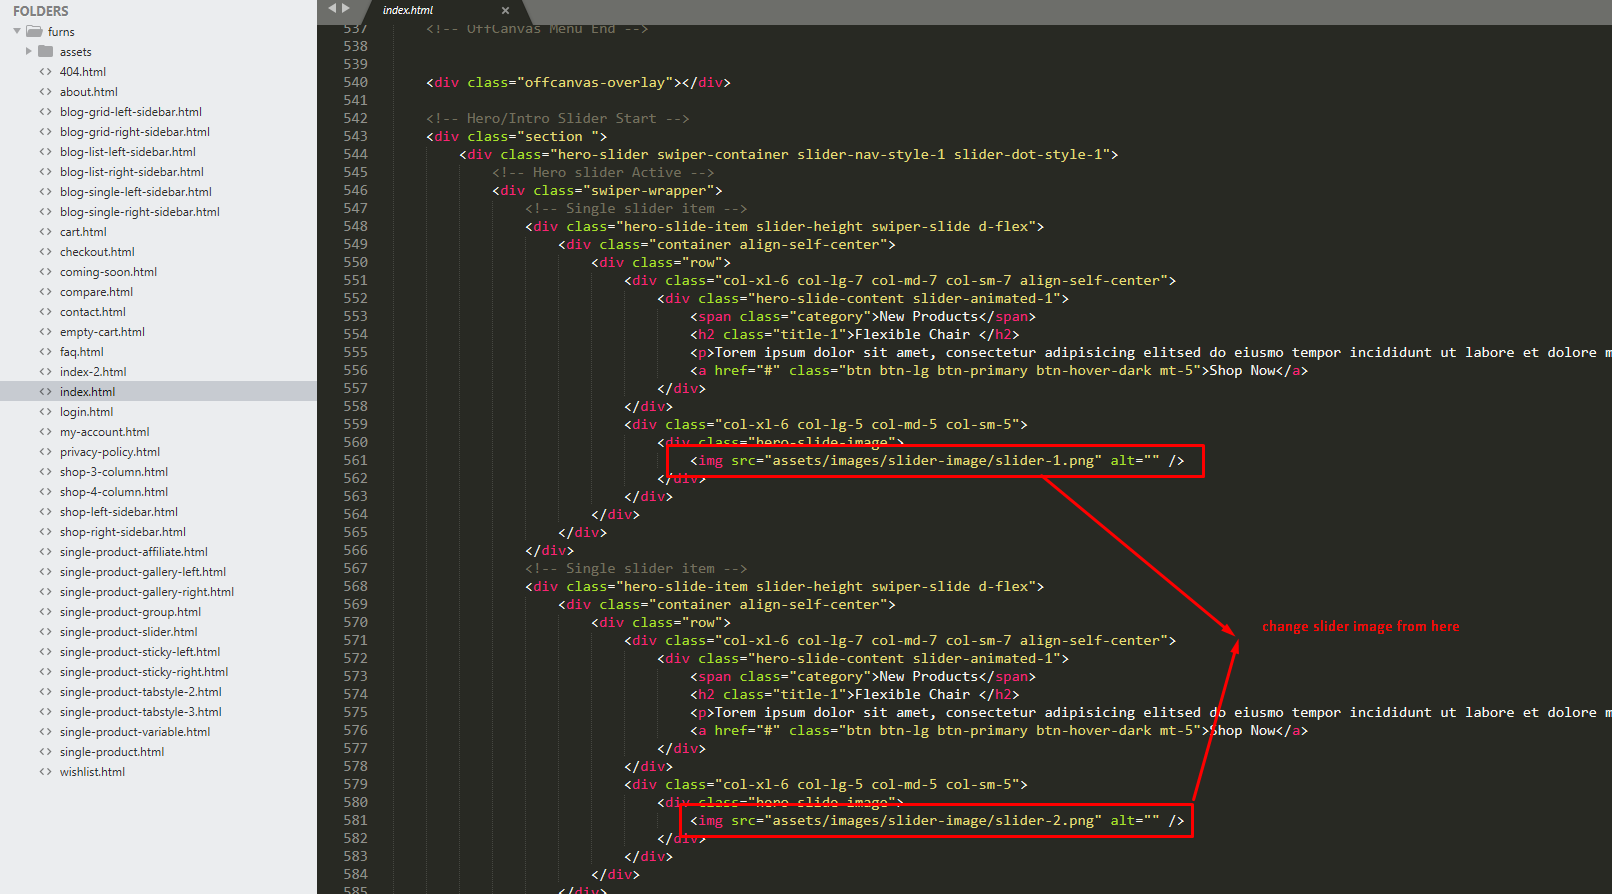 FOLDERS
furns
assets
404.html
about.html
blog-grid-left-sidebar.html
blog-grid-right-sidebar.html
blog-list-left-sidebar.html
blog-list-right-sidebar.html
blog-single-left-sidebar.html
blog-single-right-sidebar.html
cart.html
checkout.html
coming-soon.html
compare.html
contact.html
empty-cart.html
faq.html
index-2.html
index.html
login.html
my-account.html
privacy-policy.html
shop-3-column.html
shop-4-column.html
shop-left-sidebar.html
shop-right-sidebar.html
single-product-affiliate.html
single-product-gallery-left.html
single-product-gallery-right.html
single-product-group.html
single-product-slider.html
single-product-sticky-left.html
single-product-sticky-right.html
single-product-tabstyle-2.html
single-product-tabstyle-3.html
single-product-variable.html
single-product.html
wishlist.html
index.html ×
537 <!-- OffCanvas Menu End -->
538
539
540 <div class="offcanvas-overlay"></div>
541
542 <!-- Hero/Intro Slider Start -->
543 <div class="section ">
544 <div class="hero-slider swiper-container slider-nav-style-1 slider-dot-style-1">
545 <!-- Hero slider Active -->
546 <div class="swiper-wrapper">
547 <!-- Single slider item -->
548 <div class="hero-slide-item slider-height swiper-slide d-flex">
549 <div class="container align-self-center">
550 <div class="row">
551 <div class="col-xl-6 col-lg-7 col-md-7 col-sm-7 align-self-center">
552 <div class="hero-slide-content slider-animated-1">
553 <span class="category">New Products</span>
554 <h2 class="title-1">Flexible Chair </h2>
555 <p>Torem ipsum dolor sit amet, consectetur adipisicing elitsed do eiusmo tempor incididunt ut labore et dolore m
556 <a href="#" class="btn btn-lg btn-primary btn-hover-dark mt-5">Shop Now</a>
557 </div>
558 </div>
559 <div class="col-xl-6 col-lg-5 col-md-5 col-sm-5">
560 <div class="hero-slide-image">
561 <img src="assets/images/slider-image/slider-1.png" alt="" />
562 </div>
563 </div>
564 </div>
565 </div>
566 </div>
567 <!-- Single slider item -->
568 <div class="hero-slide-item slider-height swiper-slide d-flex">
569 <div class="container align-self-center">
570 <div class="row">
571 <div class="col-xl-6 col-lg-7 col-md-7 col-sm-7 align-self-center">
572 <div class="hero-slide-content slider-animated-1">
573 <span class="category">New Products</span>
574 <h2 class="title-1">Flexible Chair </h2>
575 <p>Torem ipsum dolor sit amet, consectetur adipisicing elitsed do eiusmo tempor incididunt ut labore et dolore m
576 <a href="#" class="btn btn-lg btn-primary btn-hover-dark mt-5">Shop Now</a>
577 </div>
578 </div>
579 <div class="col-xl-6 col-lg-5 col-md-5 col-sm-5">
580 <div class="hero-slide-image">
581 <img src="assets/images/slider-image/slider-2.png" alt="" />
582 </div>
583 </div>
584 </div>
585 </div>
change slider image from here